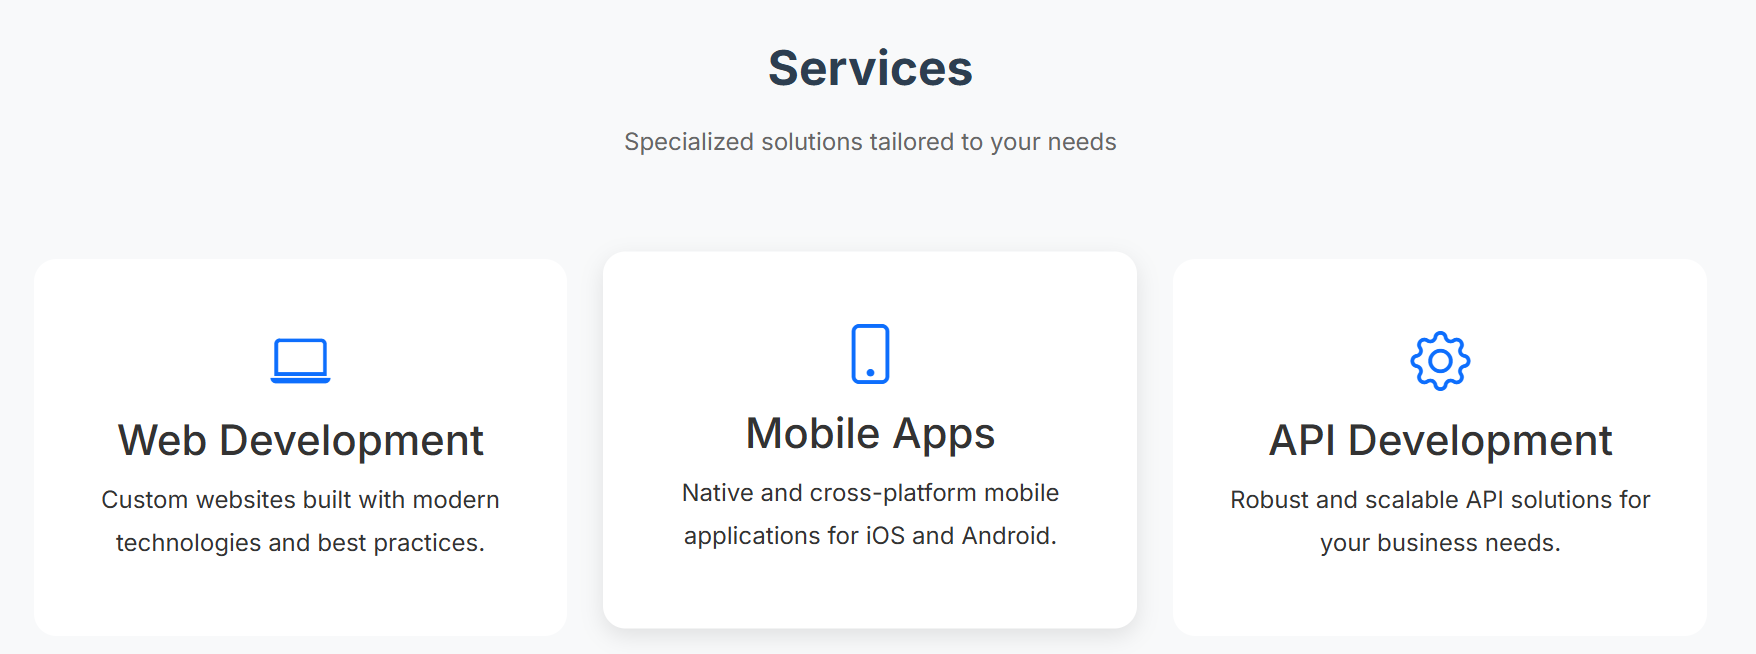 Services
Specialized solutions tailored to your needs
Web Development
Custom websites built with modern
technologies and best practices.
Mobile Apps
Native and cross-platform mobile
applications for iOS and Android.
API Development
Robust and scalable API solutions for
your business needs.